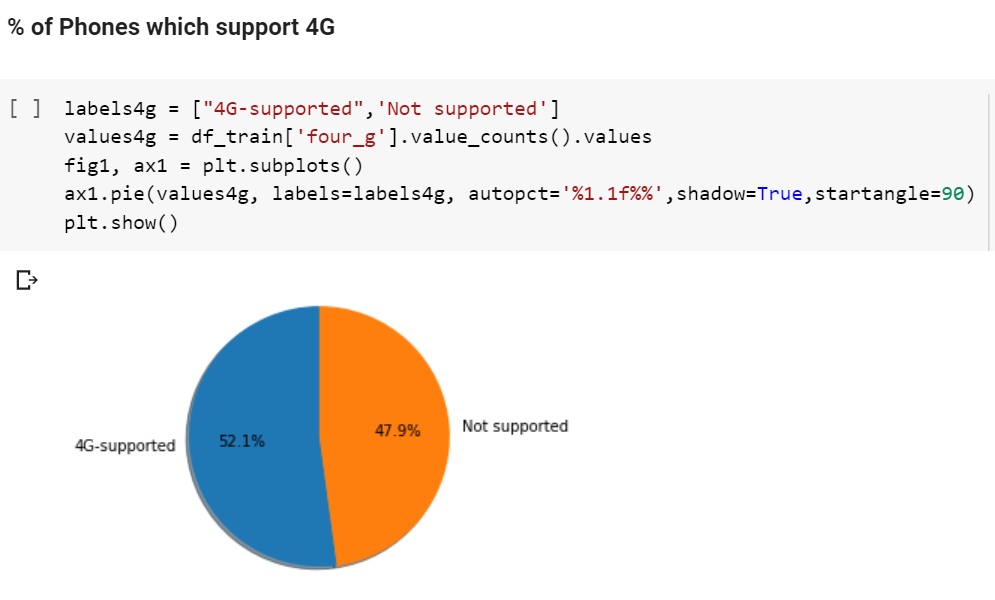 % of Phones which support 4G
[ ] labels4g = ["4G-supported",'Not supported']
values4g = df_train['four_g'].value_counts().values
fig1, ax1 = plt.subplots()
ax1.pie(values4g, labels=labels4g, autopct='%1.1f%%',shadow=True,startangle=90)
plt.show()
4G-supported 52.1% 47.9% Not supported